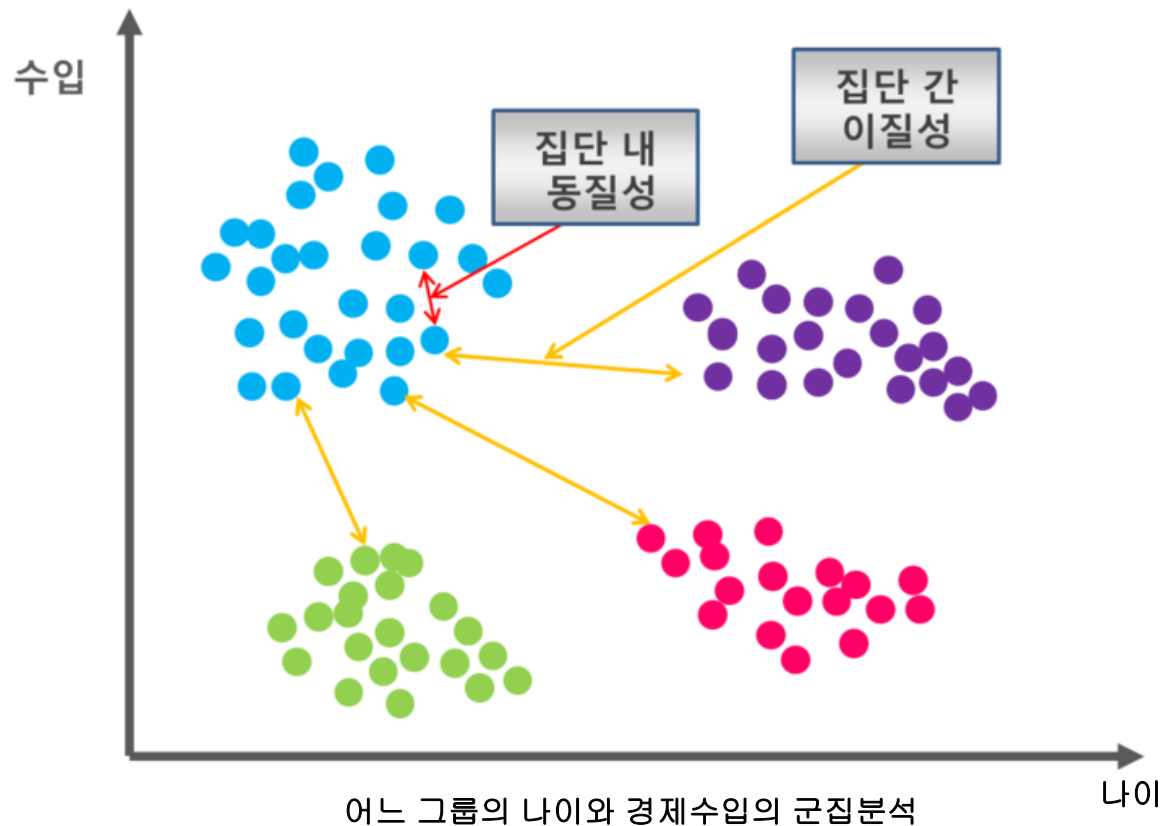 수입
집단 내
동질성
집단 간
이질성
나이
어느 그룹의 나이와 경제수입의 군집분석